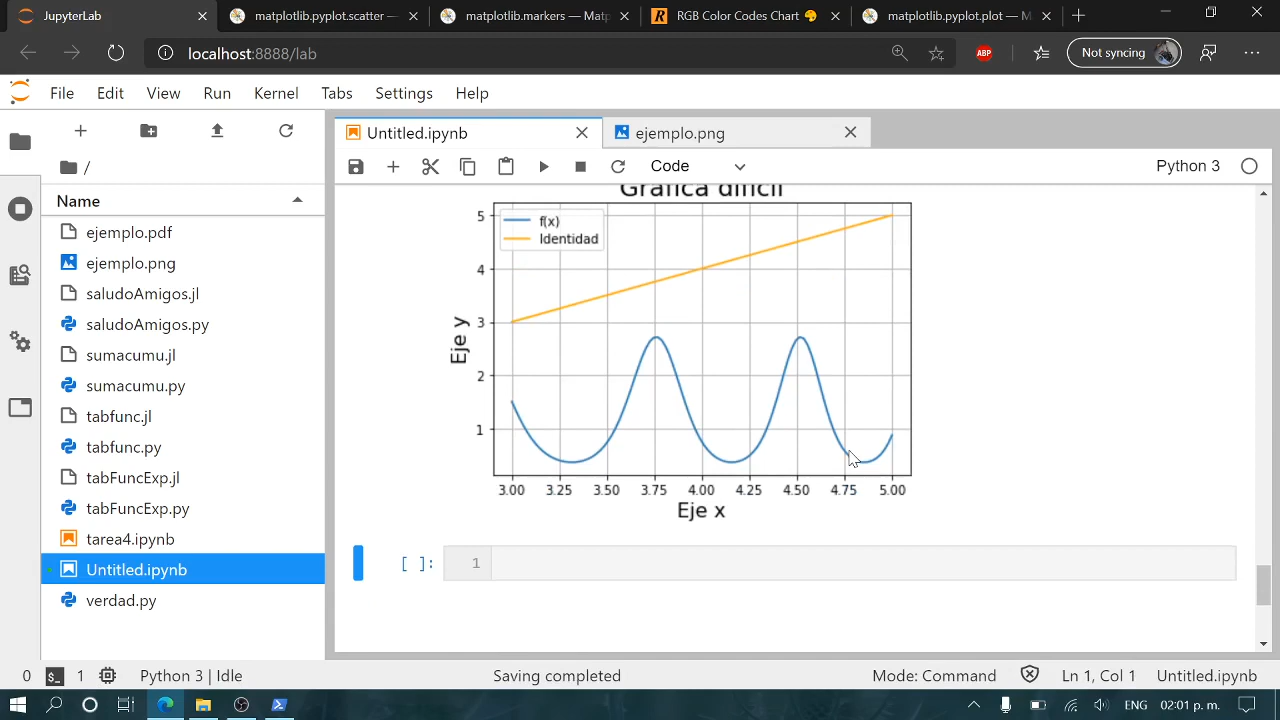 JupyterLab
matplotlib.pyplot.scatter —
matplotlib.markers — Matp
RGB Color Codes Chart
matplotlib.pyplot.plot — M
localhost:8888/lab
ABP
Not syncing
File Edit View Run Kernel Tabs Settings Help
Untitled.ipynb
ejemplo.png
/
Code
Python 3
Name
ejemplo.pdf
ejemplo.png
saludoAmigos.jl
saludoAmigos.py
sumacumu.jl
sumacumu.py
tabfunc.jl
tabfunc.py
tabFuncExp.jl
tabFuncExp.py
tarea4.ipynb
Untitled.ipynb
verdad.py
Gráfica difícil
f(x)
Identidad
5
4
3
2
1
Eje y
3.00 3.25 3.50 3.75 4.00 4.25 4.50 4.75 5.00
Eje x
[ ]: 1
0 $_ 1 Python 3 | Idle Saving completed Mode: Command Ln 1, Col 1 Untitled.ipynb
ENG 02:01 p. m.